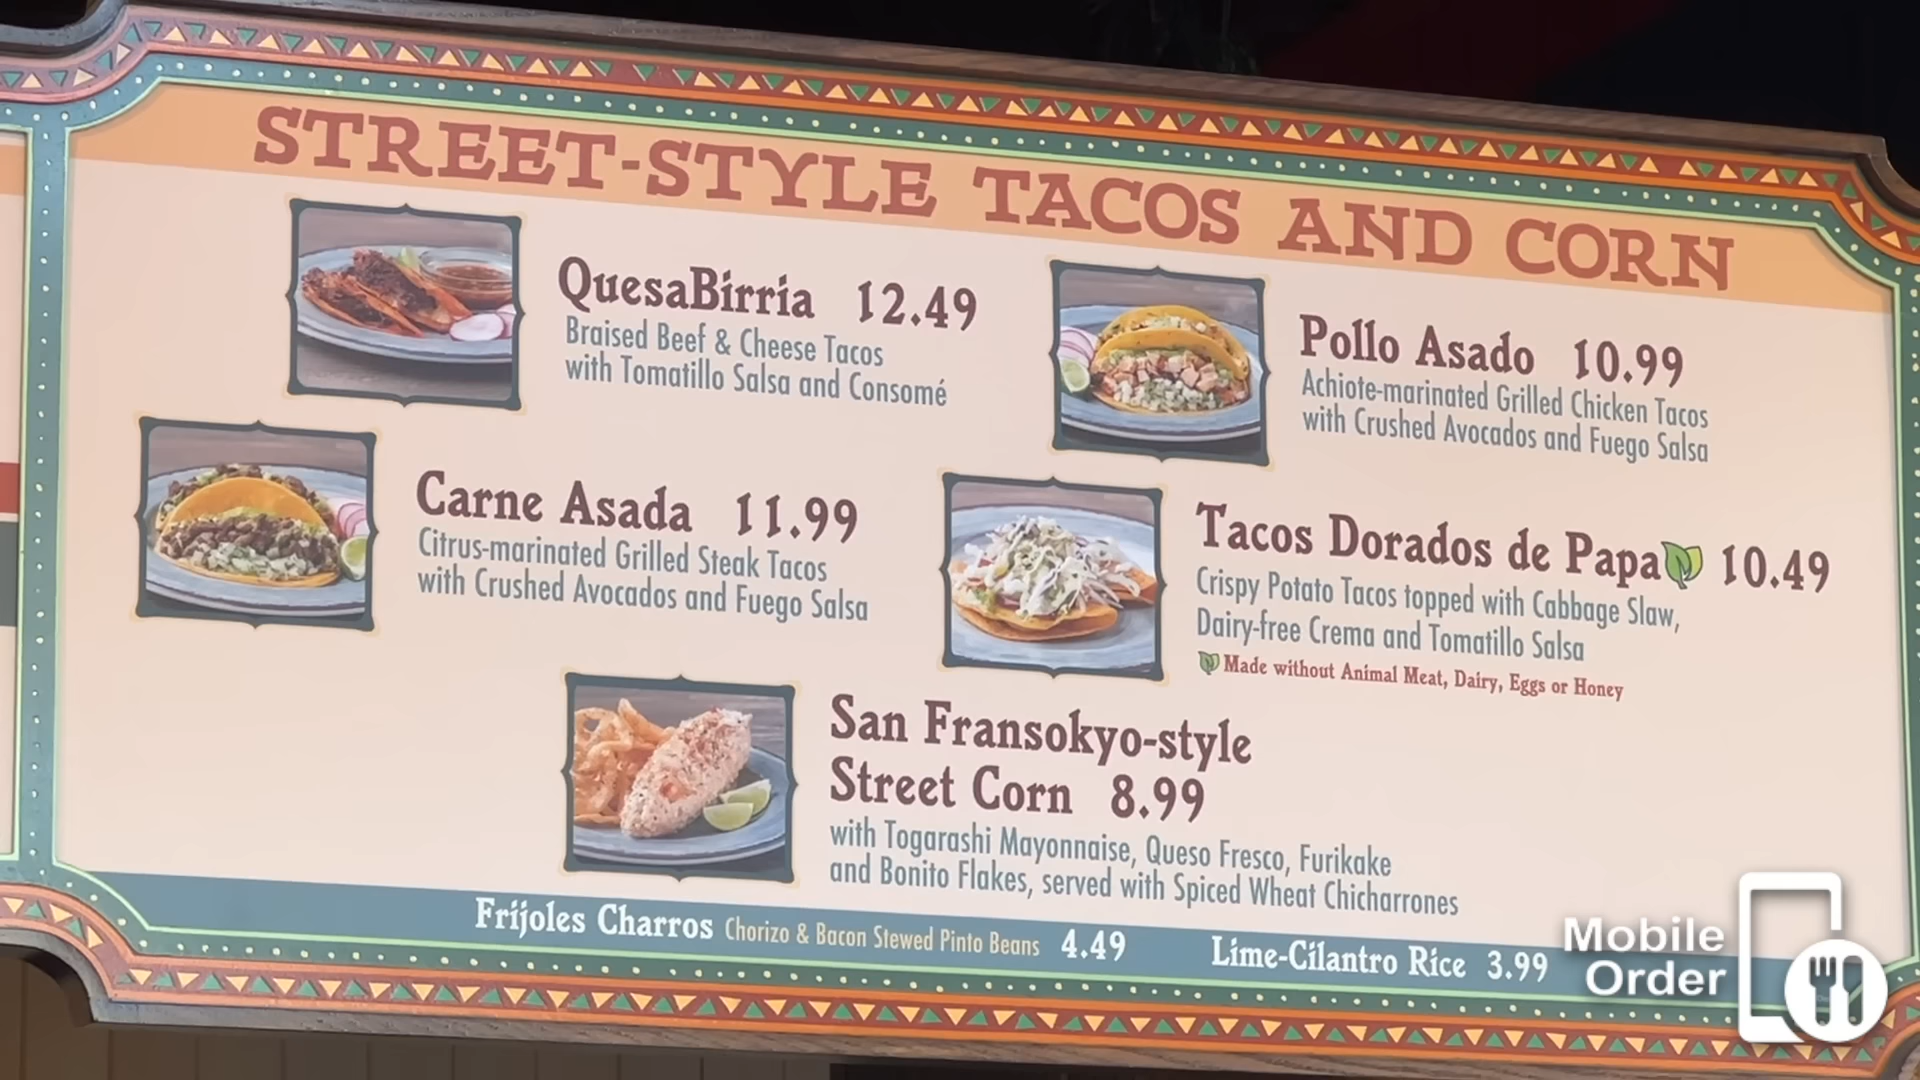 STREET-STYLE TACOS AND CORN
QuesaBirria 12.49
Braised Beef & Cheese Tacos
with Tomatillo Salsa and Consomé
Pollo Asado 10.99
Achiote-marinated Grilled Chicken Tacos
with Crushed Avocados and Fuego Salsa
Carne Asada 11.99
Citrus-marinated Grilled Steak Tacos
with Crushed Avocados and Fuego Salsa
Tacos Dorados de Papa 10.49
Crispy Potato Tacos topped with Cabbage Slaw,
Dairy-free Crema and Tomatillo Salsa
Made without Animal Meat, Dairy, Eggs or Honey
San Fransokyo-style
Street Corn 8.99
with Togarashi Mayonnaise, Queso Fresco, Furikake
and Bonito Flakes, served with Spiced Wheat Chicharrones
Frijoles Charros Chorizo & Bacon Stewed Pinto Beans 4.49
Lime-Cilantro Rice 3.99
Mobile
Order